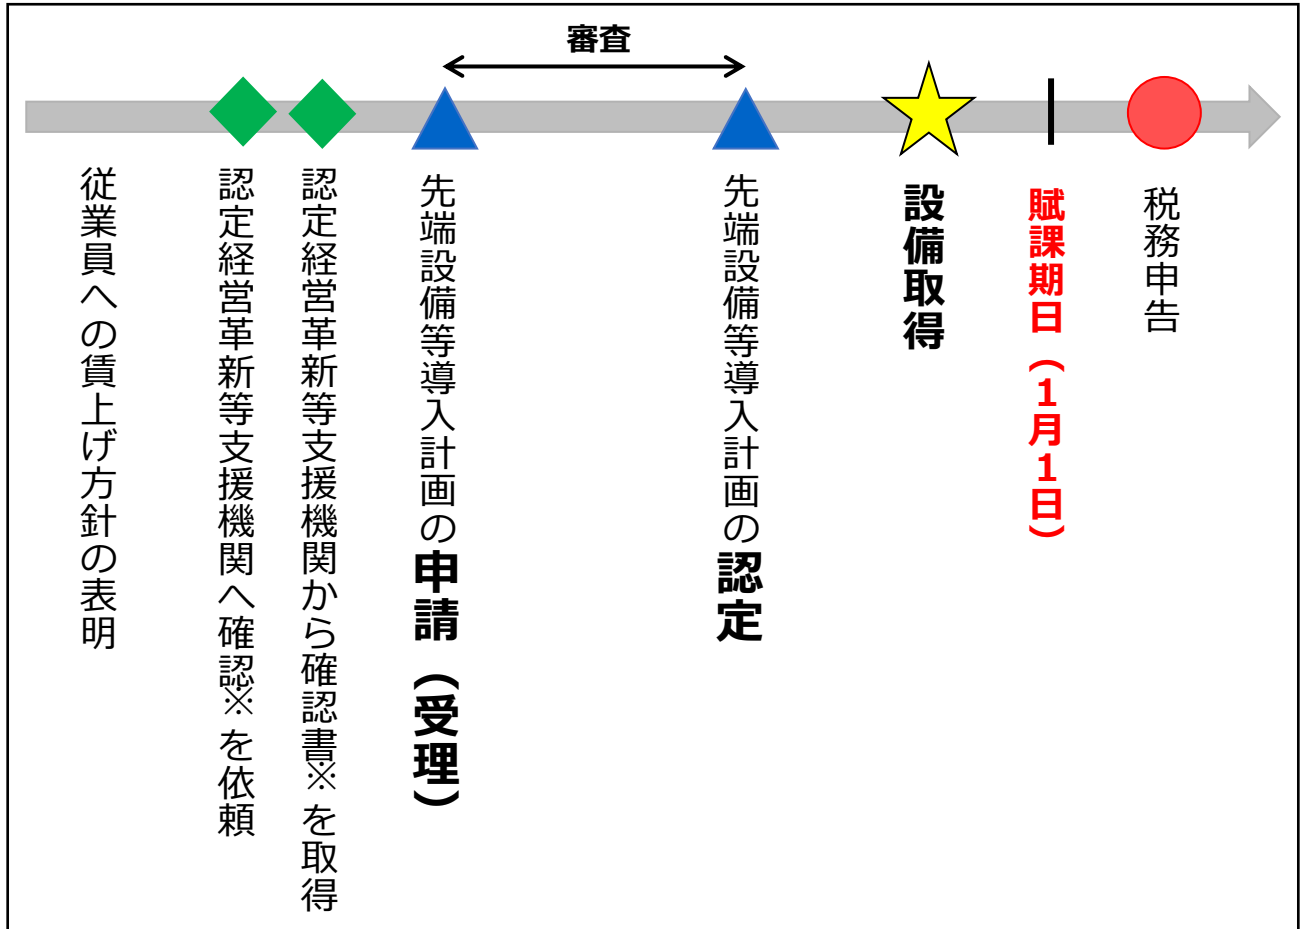 審査
従業員への賃上げ方針の表明
認定経営革新等支援機関へ確認※を依頼
認定経営革新等支援機関から確認書※を取得
先端設備等導入計画の申請（受理）
先端設備等導入計画の認定
設備取得
賦課期日（１月１日）
税務申告